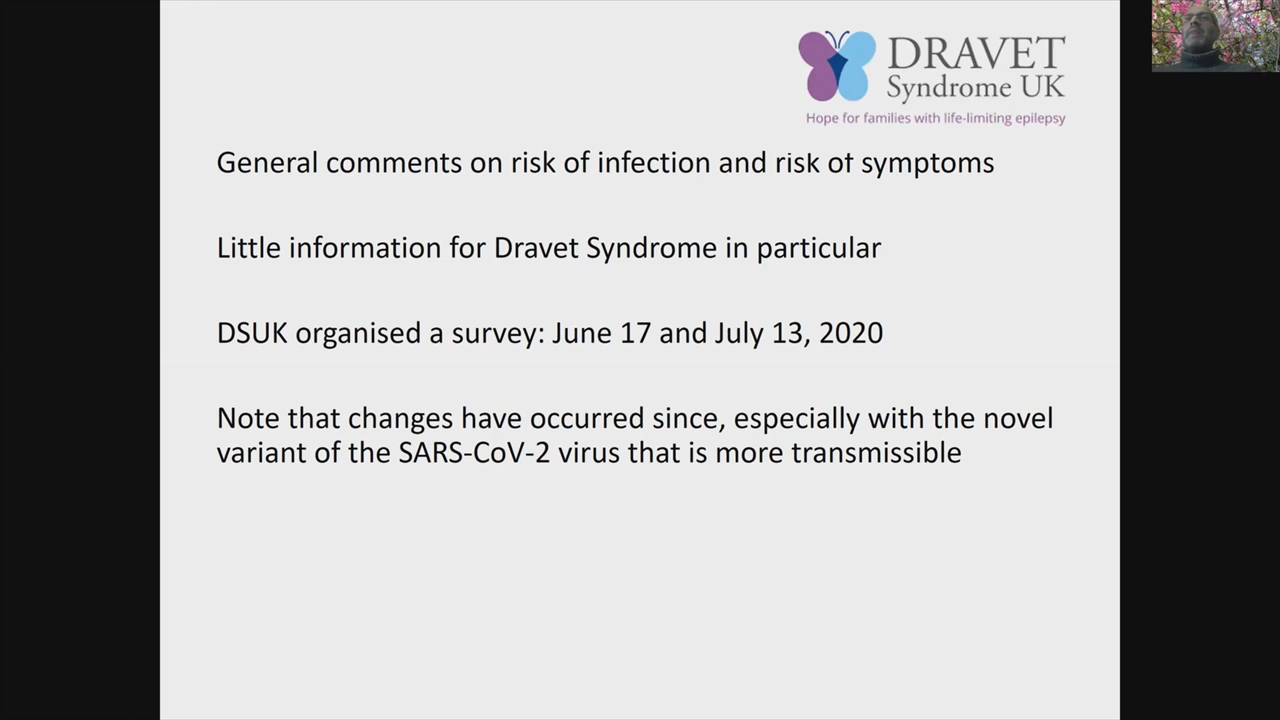 DRAVET
Syndrome UK
Hope for families with life-limiting epilepsy
General comments on risk of infection and risk of symptoms
Little information for Dravet Syndrome in particular
DSUK organised a survey: June 17 and July 13, 2020
Note that changes have occurred since, especially with the novel
variant of the SARS-CoV-2 virus that is more transmissible